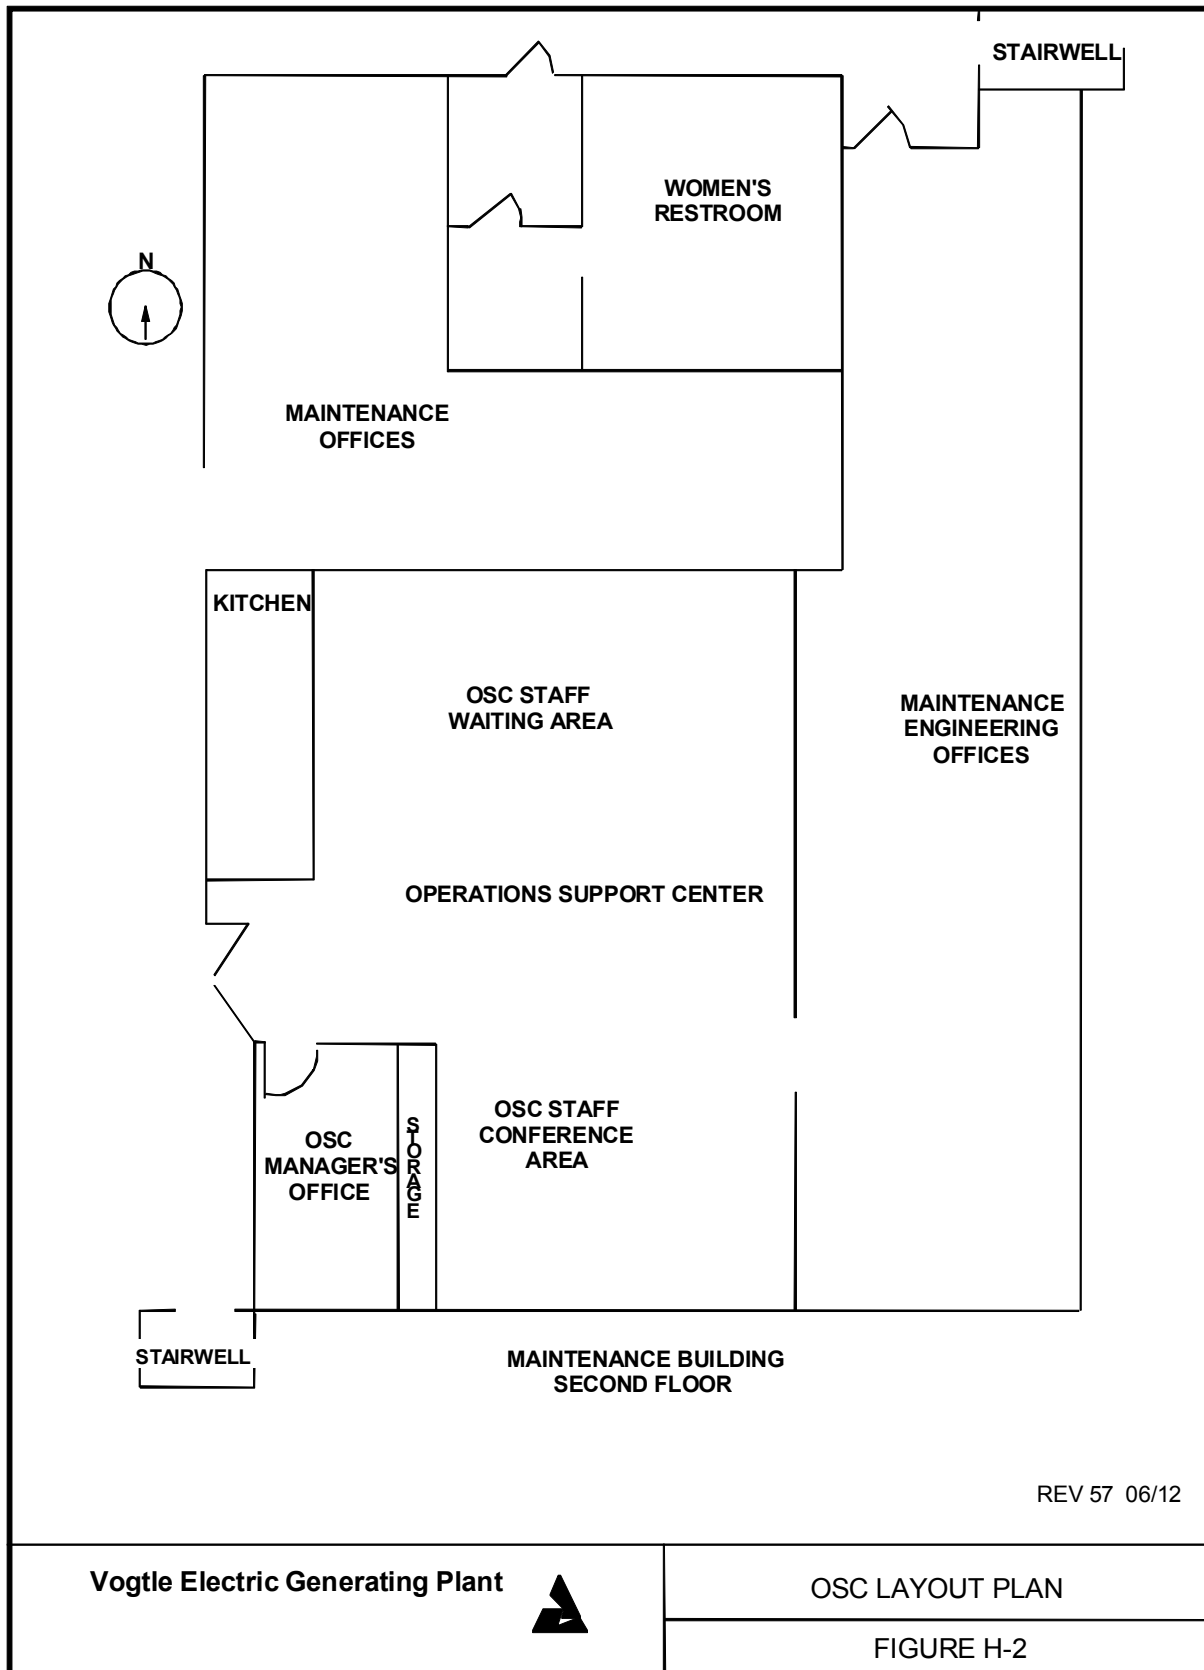 STAIRWELL
WOMEN'S
RESTROOM
N
MAINTENANCE
OFFICES
KITCHEN
OSC STAFF
WAITING AREA
MAINTENANCE
ENGINEERING
OFFICES
OPERATIONS SUPPORT CENTER
OSC STAFF
CONFERENCE
AREA
OSC
MANAGER'S
OFFICE
STORAGE
STAIRWELL
MAINTENANCE BUILDING
SECOND FLOOR
REV 57 06/12
Vogtle Electric Generating Plant
OSC LAYOUT PLAN
FIGURE H-2